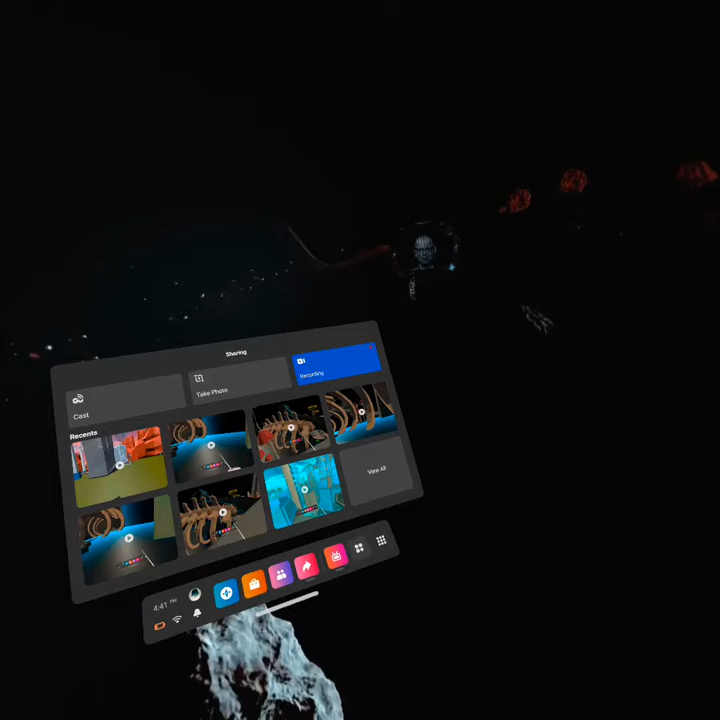 Sharing
Cast
Take Photo
Recording
Recents
View All
4:41 PM